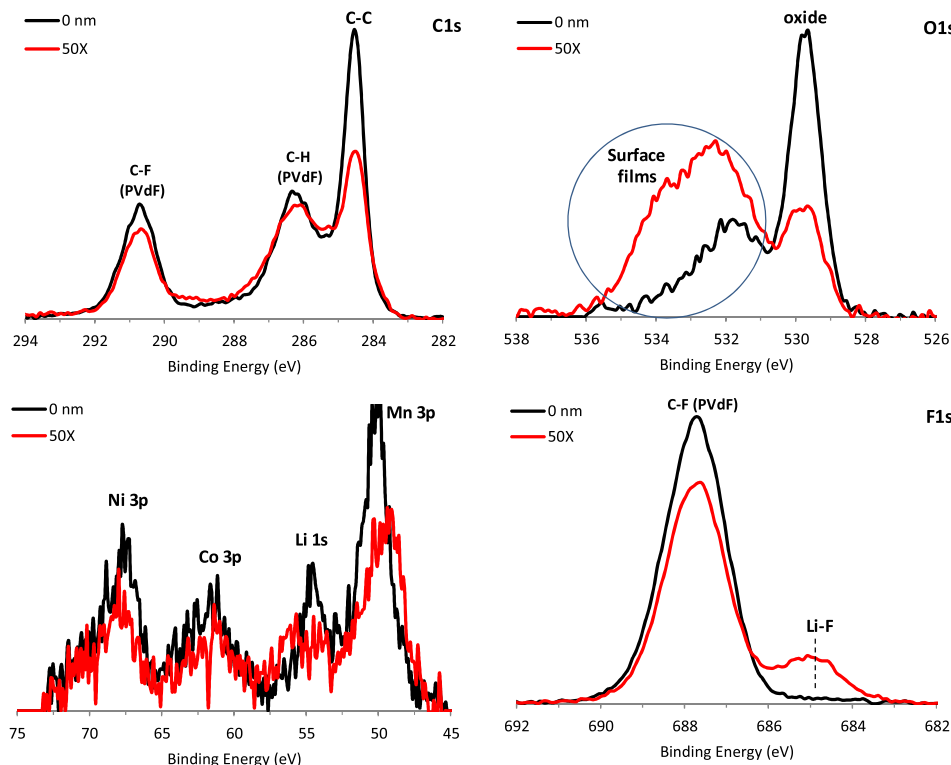 0 nm
50X
C-C
C1s
C-F
(PVdF)
C-H
(PVdF)
294 292 290 288 286 284 282
Binding Energy (eV)
0 nm
50X
oxide
O1s
Surface
films
538 536 534 532 530 528 526
Binding Energy (eV)
0 nm
50X
Mn 3p
Ni 3p
Co 3p
Li 1s
75 70 65 60 55 50 45
Binding Energy (eV)
0 nm
50X
C-F (PVdF)
F1s
Li-F
692 690 688 686 684 682
Binding Energy (eV)